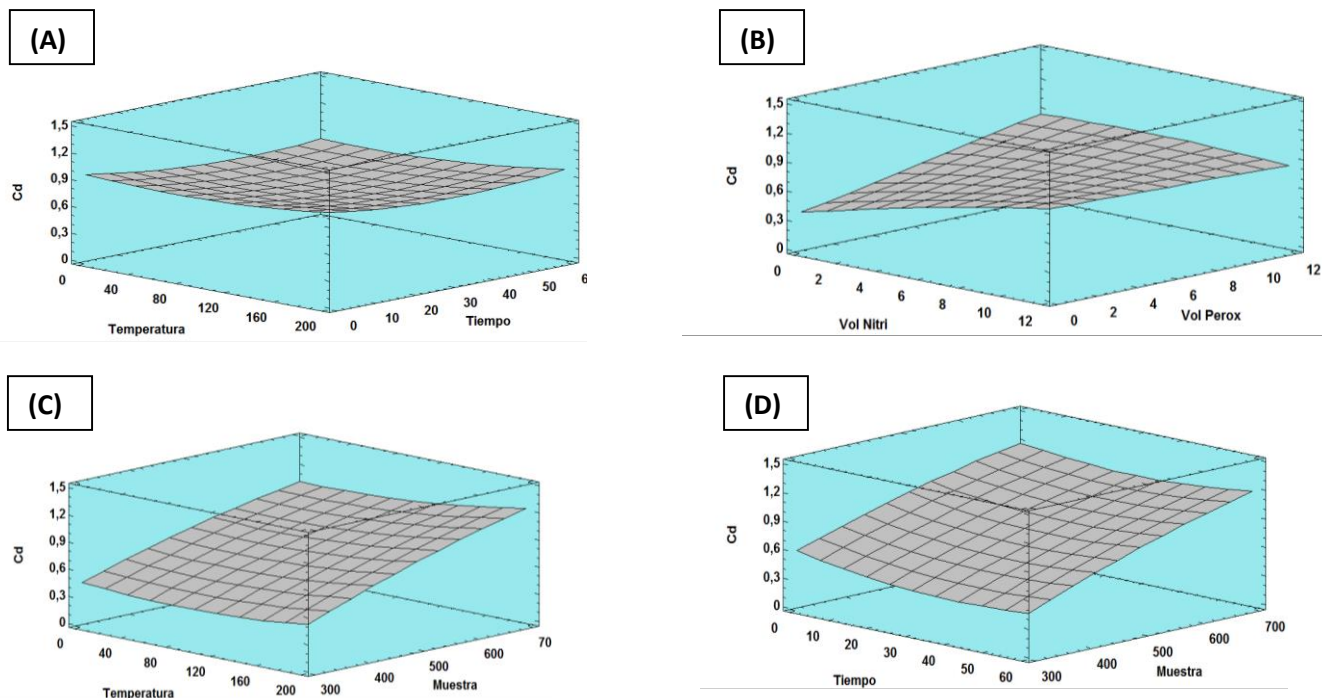 (A)
1,5
1,2
0,9
0,6
0,3
0
Cd
0 40 80 120 160 200
Temperatura
0 10 20 30 40 50 6
Tiempo
(B)
1,5
1,2
0,9
0,6
0,3
0
Cd
0 2 4 6 8 10 12
Vol Nitri
0 2 4 6 8 10 12
Vol Perox
(C)
1,5
1,2
0,9
0,6
0,3
0
Cd
0 40 80 120 160 200
Temperatura
300 400 500 600 70
Muestra
(D)
1,5
1,2
0,9
0,6
0,3
0
Cd
0 10 20 30 40 50 60
Tiempo
300 400 500 600 700
Muestra